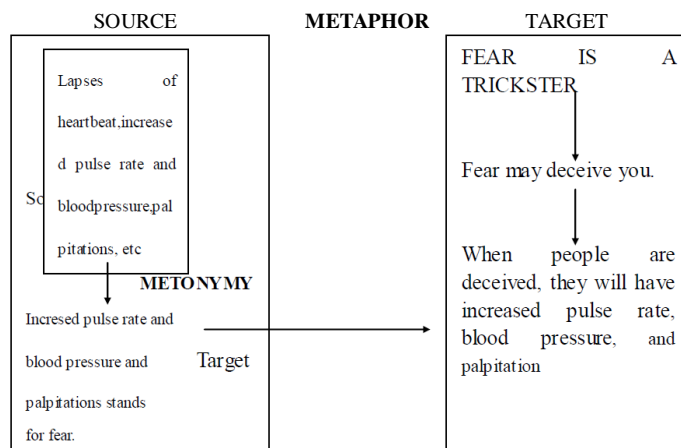 SOURCE
METAPHOR
TARGET
Lapses of
heartbeat,increase
d pulse rate and
bloodpressure,pal
pitations, etc
So
METONYMY
Incresed pulse rate and
blood pressure and
Target
palpitations stands
for fear.
FEAR IS A
TRICKSTER
Fear may deceive you.
When people are
deceived, they will have
increased pulse rate,
blood pressure, and
palpitation